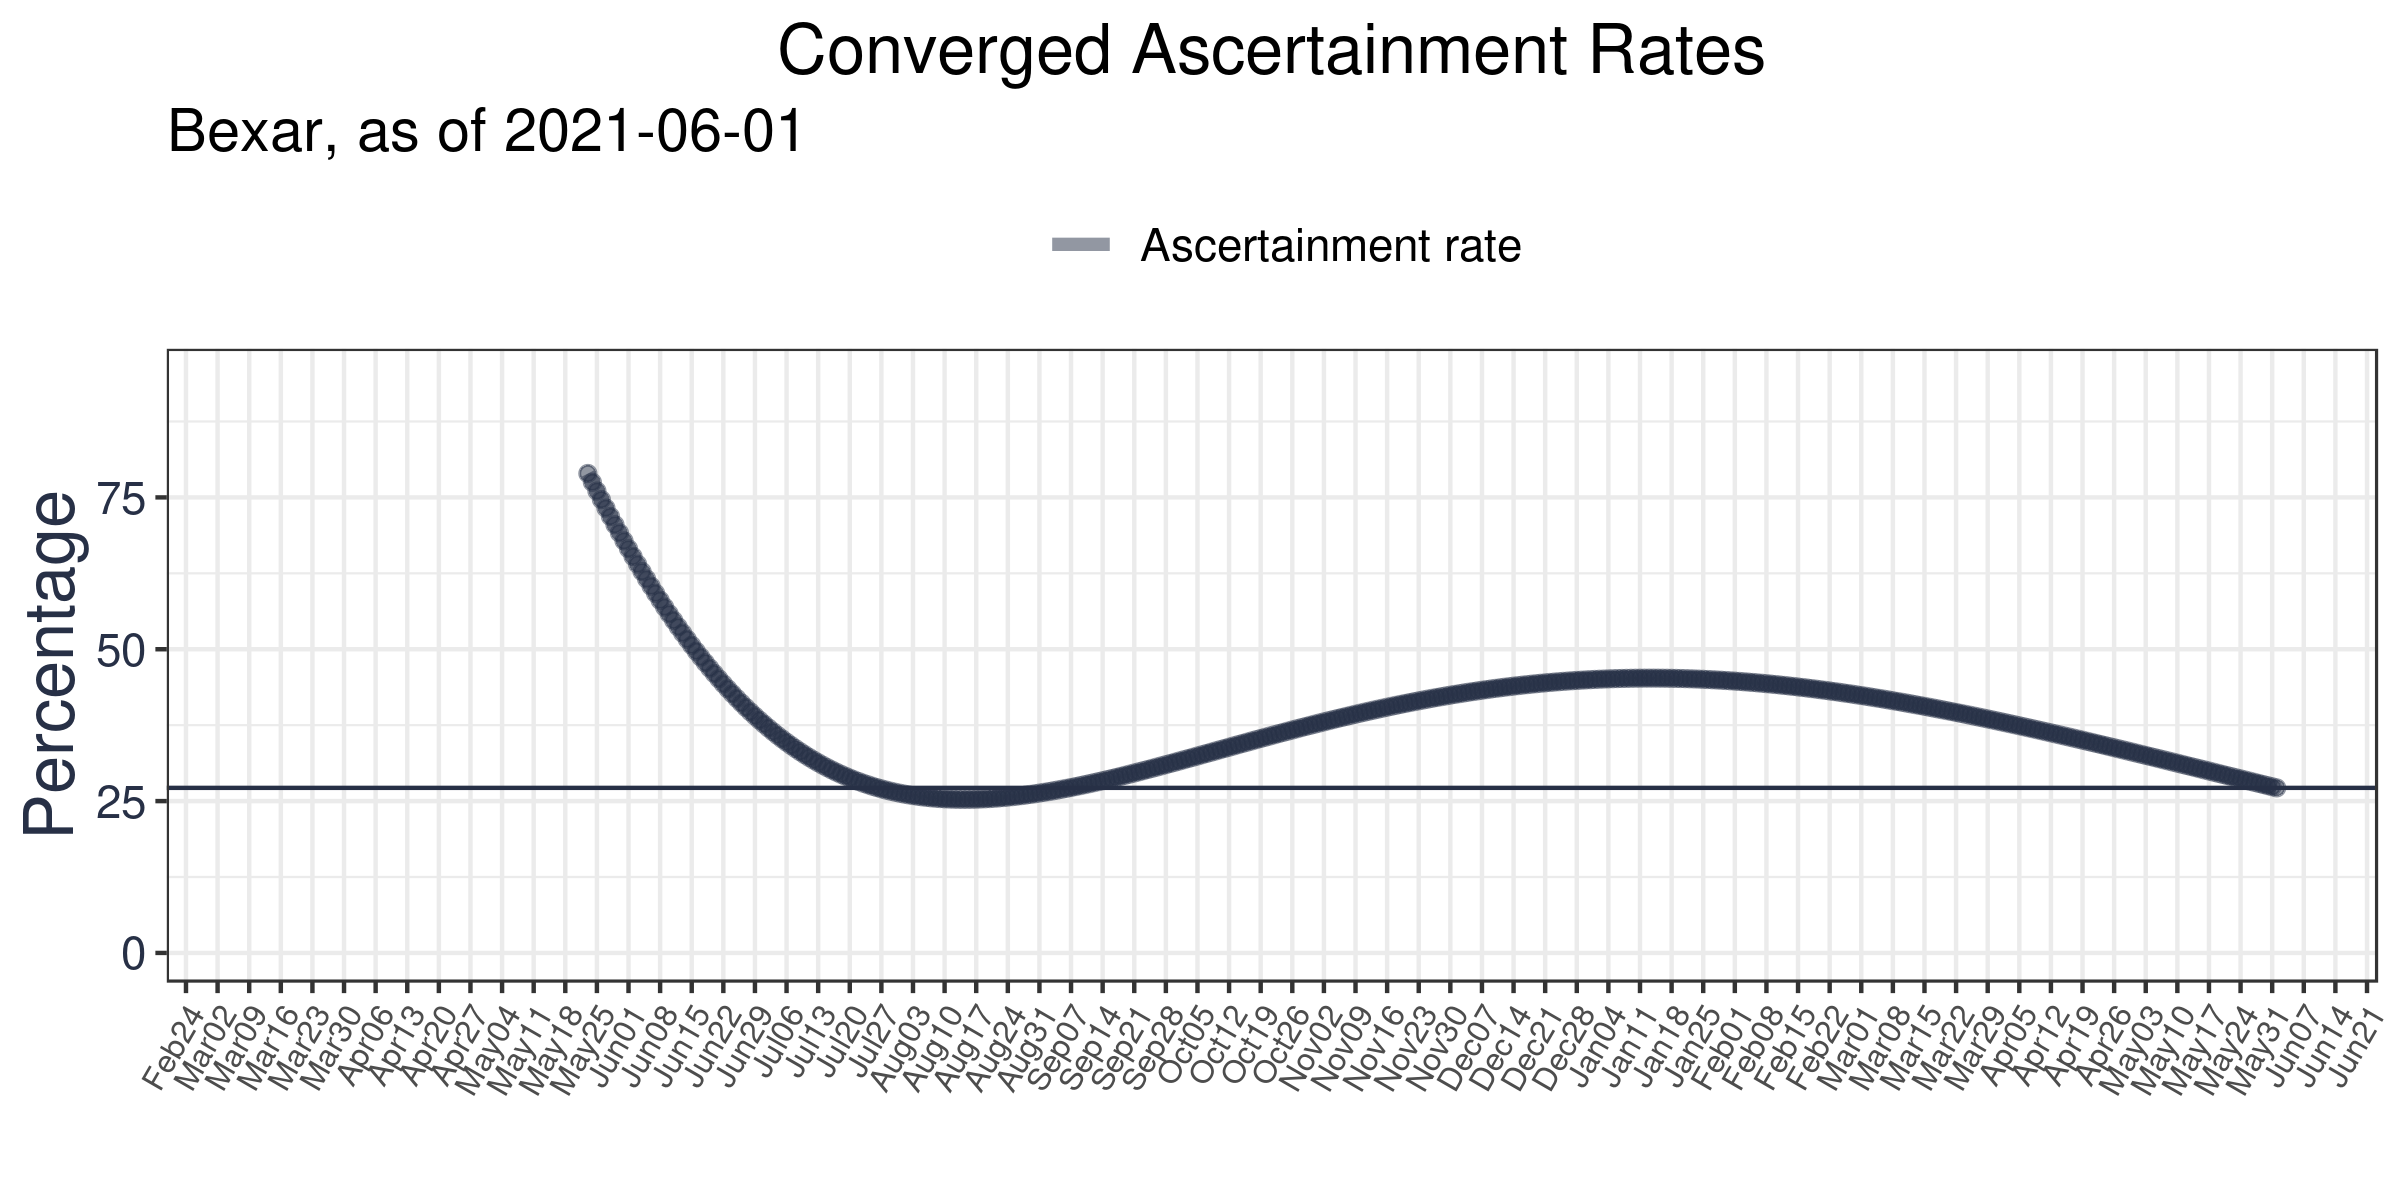 Converged Ascertainment Rates
Bexar, as of 2021-06-01
Ascertainment rate
Percentage
75
50
25
0
Feb24
Mar02
Mar09
Mar16
Mar23
Mar30
Apr06
Apr13
Apr20
Apr27
May04
May11
May18
May25
Jun01
Jun08
Jun15
Jun22
Jun29
Jul06
Jul13
Jul20
Jul27
Aug03
Aug10
Aug17
Aug24
Aug31
Sep07
Sep14
Sep21
Sep28
Oct05
Oct12
Oct19
Oct26
Nov02
Nov09
Nov16
Nov23
Nov30
Dec07
Dec14
Dec21
Dec28
Jan04
Jan11
Jan18
Jan25
Feb01
Feb08
Feb15
Feb22
Mar01
Mar08
Mar15
Mar22
Mar29
Apr05
Apr12
Apr19
Apr26
May03
May10
May17
May24
May31
Jun07
Jun14
Jun21